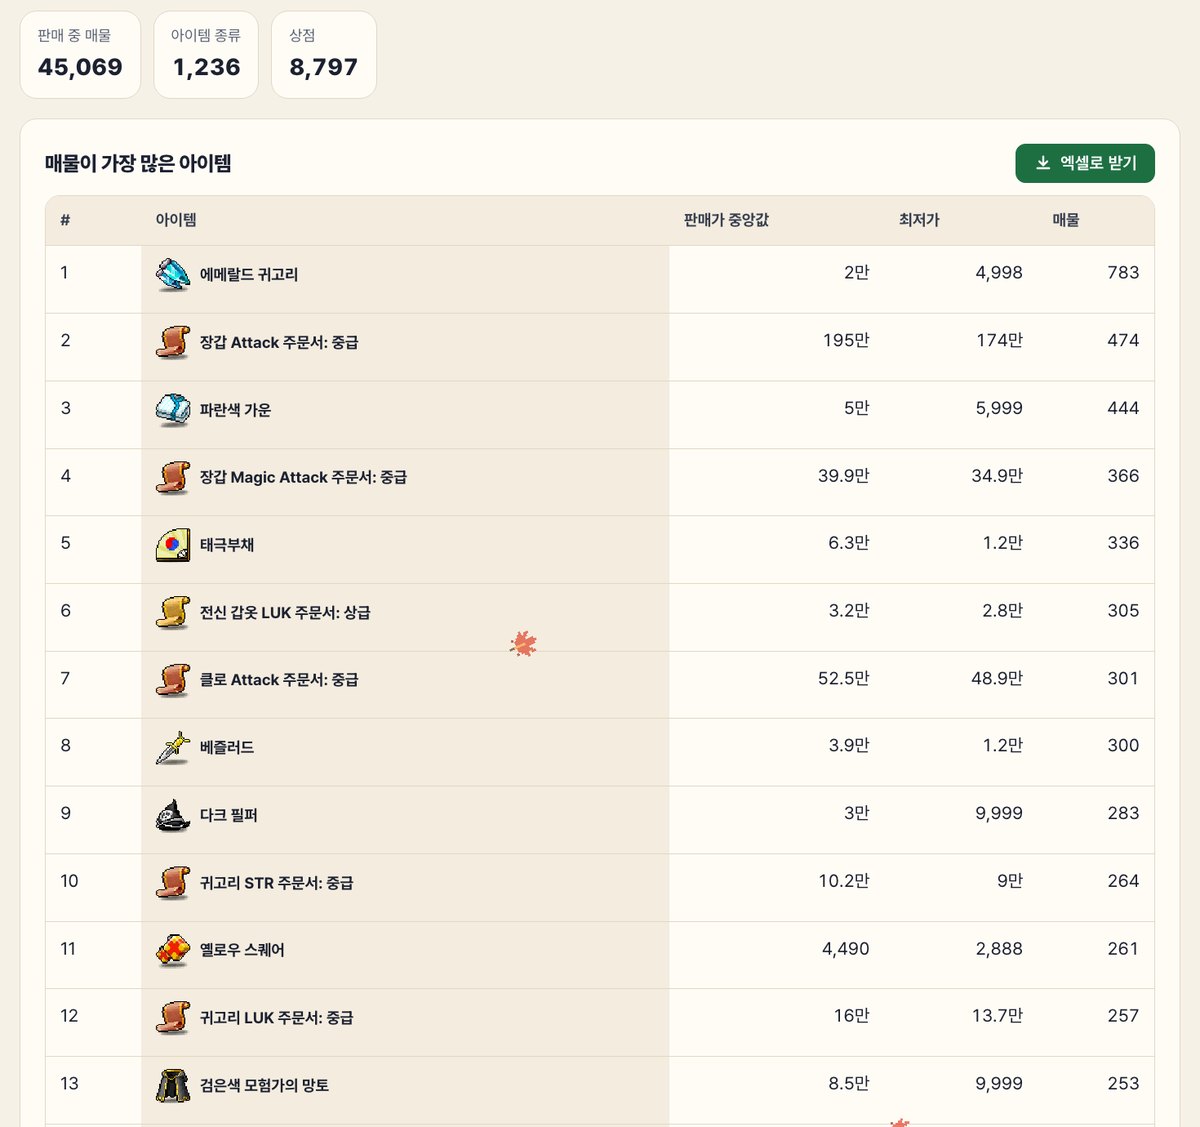 판매 중 매물 아이템 종류 상점
45,069 1,236 8,797
매물이 가장 많은 아이템 엑셀로 받기
# 아이템 판매가 중앙값 최저가 매물
1 에메랄드 귀고리 2만 4,998 783
2 장갑 Attack 주문서: 중급 195만 174만 474
3 파란색 가운 5만 5,999 444
4 장갑 Magic Attack 주문서: 중급 39.9만 34.9만 366
5 태극부채 6.3만 1.2만 336
6 전신 갑옷 LUK 주문서: 상급 3.2만 2.8만 305
7 클로 Attack 주문서: 중급 52.5만 48.9만 301
8 베즐러드 3.9만 1.2만 300
9 다크 필퍼 3만 9,999 283
10 귀고리 STR 주문서: 중급 10.2만 9만 264
11 옐로우 스퀘어 4,490 2,888 261
12 귀고리 LUK 주문서: 중급 16만 13.7만 257
13 검은색 모험가의 망토 8.5만 9,999 253